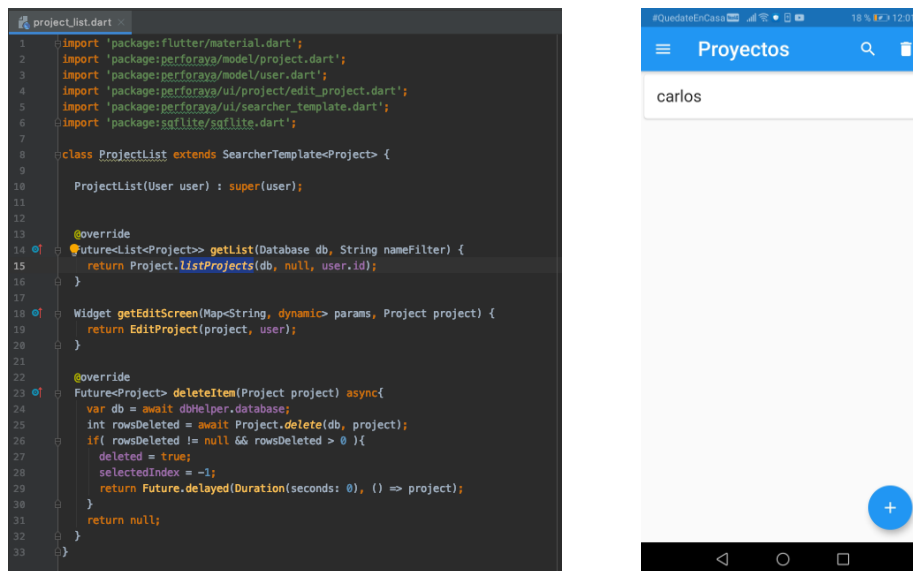 project_list.dart
1 import 'package:flutter/material.dart';
2 import 'package:perforaya/model/project.dart';
3 import 'package:perforaya/model/user.dart';
4 import 'package:perforaya/ui/project/edit_project.dart';
5 import 'package:perforaya/ui/searcher_template.dart';
6 import 'package:sqflite/sqflite.dart';
7
8 class ProjectList extends SearcherTemplate<Project> {
9
10 ProjectList(User user) : super(user);
11
12
13 @override
14 Future<List<Project>> getList(Database db, String nameFilter) {
15 return Project.listProjects(db, null, user.id);
16 }
17
18 Widget getEditScreen(Map<String, dynamic> params, Project project) {
19 return EditProject(project, user);
20 }
21
22 @override
23 Future<Project> deleteItem(Project project) async{
24 var db = await dbHelper.database;
25 int rowsDeleted = await Project.delete(db, project);
26 if( rowsDeleted != null && rowsDeleted > 0 ){
27 deleted = true;
28 selectedIndex = -1;
29 return Future.delayed(Duration(seconds: 0), () => project);
30 }
31 return null;
32 }
33 }
#QuedateEnCasa 18 % 12:01
Proyectos
carlos